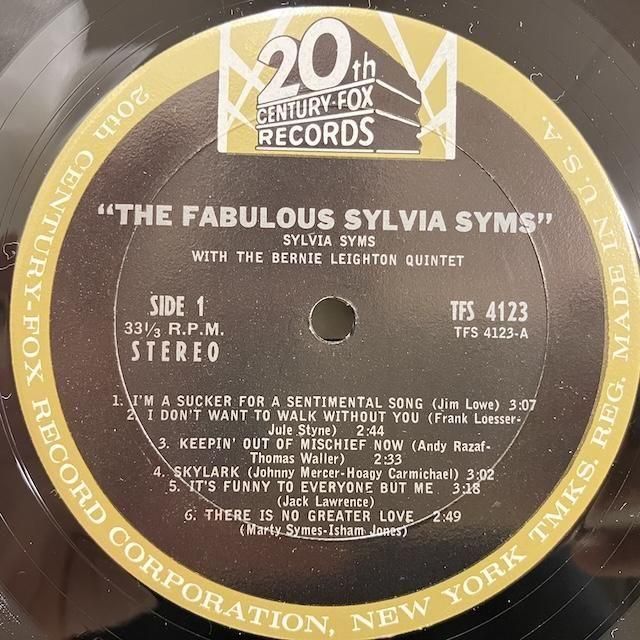 20th
CENTURY-FOX
RECORDS
"THE FABULOUS SYLVIA SYMS"
SYLVIA SYMS
WITH THE BERNIE LEIGHTON QUINTET
SIDE 1
33⅓ R.P.M.
STEREO
TFS 4123
TFS 4123-A
1. I'M A SUCKER FOR A SENTIMENTAL SONG (Jim Lowe) 3:07
2. I DON'T WANT TO WALK WITHOUT YOU (Frank Loesser-
Jule Styne) 2:44
3. KEEPIN' OUT OF MISCHIEF NOW (Andy Razaf-
Thomas Waller) 2:33
4. SKYLARK (Johnny Mercer-Hoagy Carmichael) 3:02
5. IT'S FUNNY TO EVERYONE BUT ME 3:18
(Jack Lawrence)
6. THERE IS NO GREATER LOVE 2:49
(Marty Symes-Isham Jones)
20th CENTURY-FOX RECORD CORPORATION, NEW YORK TMKS. REG. MADE IN U.S.A.